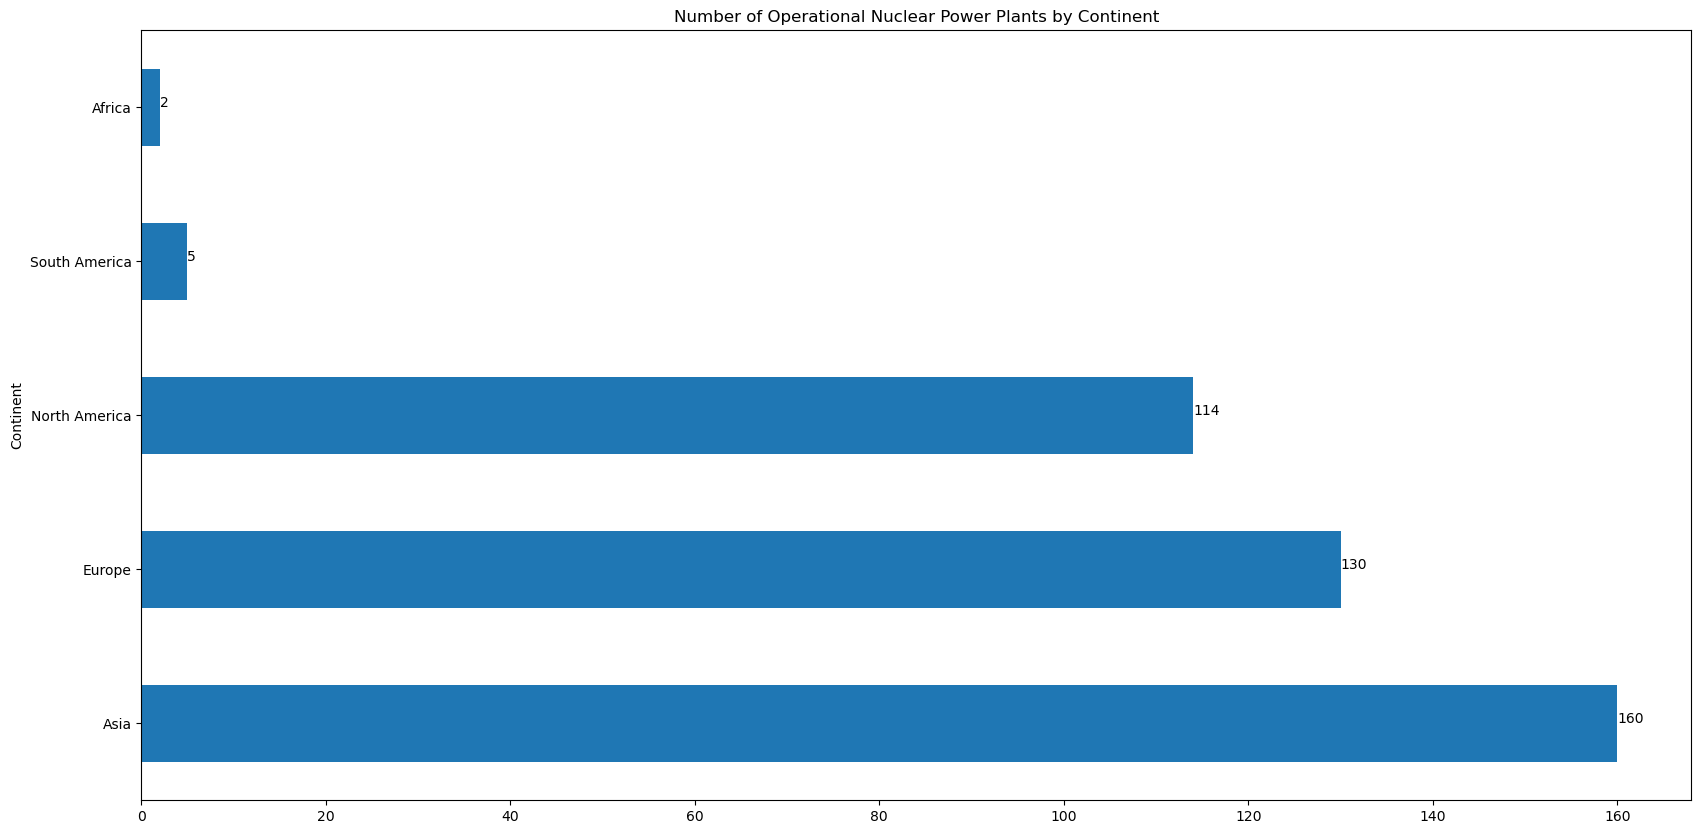 Number of Operational Nuclear Power Plants by Continent
Continent
Africa
2
South America
5
North America
114
Europe
130
Asia
160
0 20 40 60 80 100 120 140 160